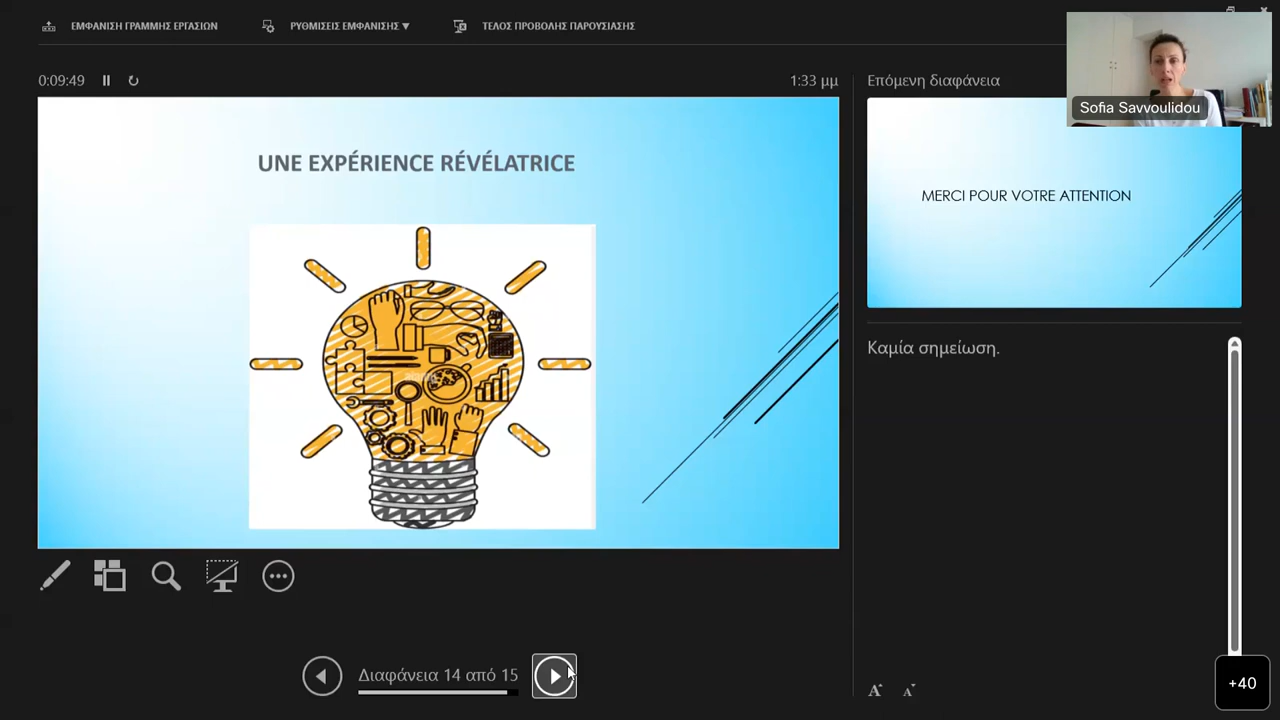 ΕΜΦΑΝΙΣΗ ΓΡΑΜΜΗΣ ΕΡΓΑΣΙΩΝ
ΡΥΘΜΙΣΕΙΣ ΕΜΦΑΝΙΣΗΣ ▼
ΤΕΛΟΣ ΠΡΟΒΟΛΗΣ ΠΑΡΟΥΣΙΑΣΗΣ
0:09:49
1:33 μμ
UNE EXPÉRIENCE RÉVÉLATRICE
Διαφάνεια 14 από 15
Επόμενη διαφάνεια
Sofia Savvoulidou
MERCI POUR VOTRE ATTENTION
Καμία σημείωση.
A A
+40